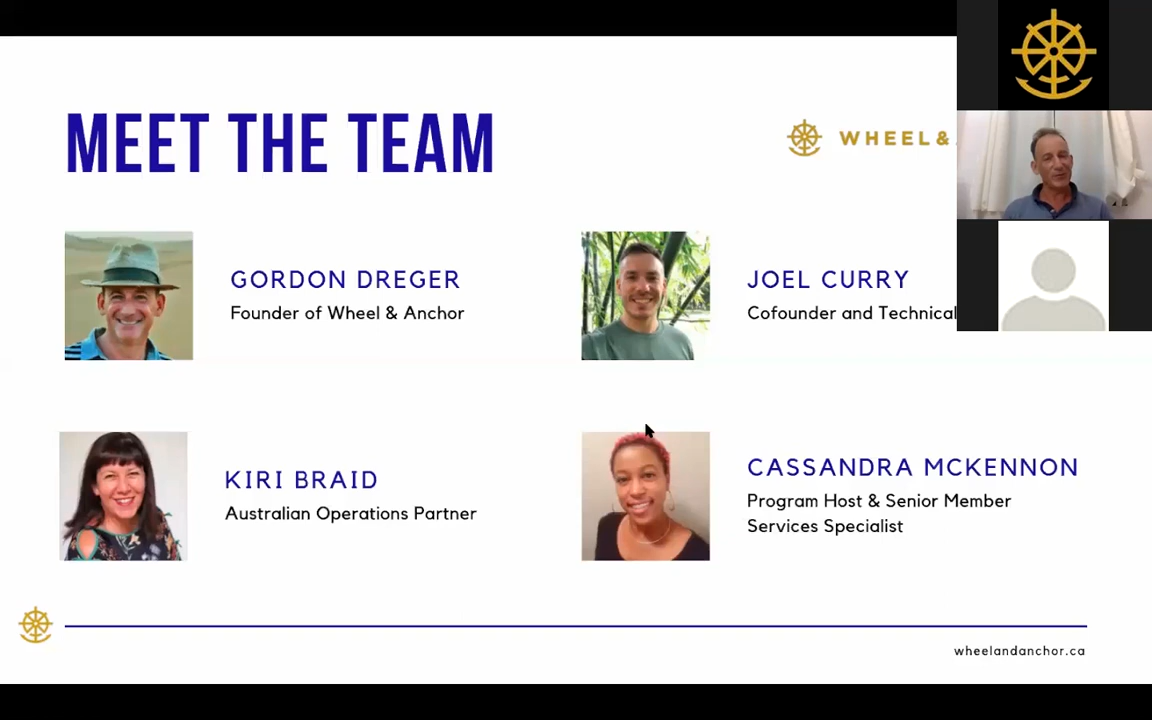 MEET THE TEAM
WHEEL &
GORDON DREGER
Founder of Wheel & Anchor
JOEL CURRY
Cofounder and Technical
KIRI BRAID
Australian Operations Partner
CASSANDRA MCKENNON
Program Host & Senior Member
Services Specialist
wheelandanchor.ca